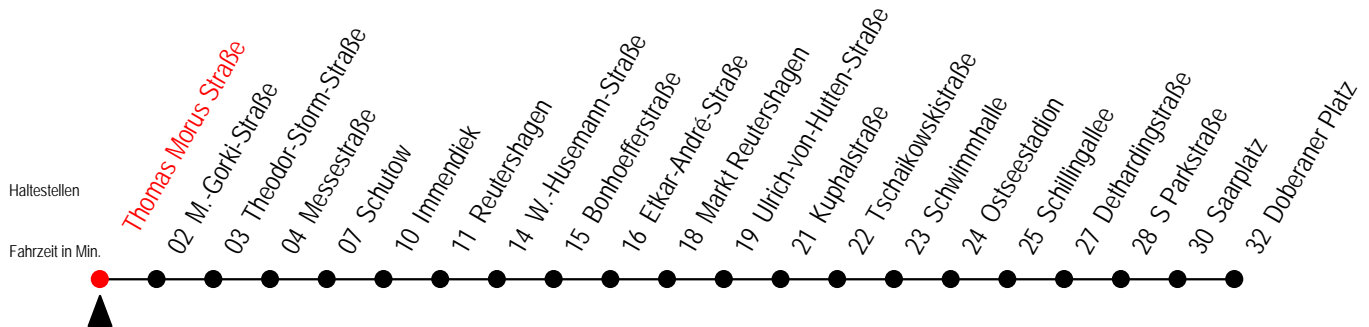 Haltestellen
Fahrzeit in Min.
Thomas Morus Straße
02 M.-Gorki-Straße
03 Theodor-Storm-Straße
04 Messestraße
07 Schutow
10 Immendiek
11 Reutershagen
14 W.-Husemann-Straße
15 Bonhoefferstraße
16 Etkar-André-Straße
18 Markt Reutershagen
19 Ulrich-von-Hutten-Straße
21 Kuphalstraße
22 Tschaikowskistraße
23 Schwimmhalle
24 Ostseestadion
25 Schillingallee
27 Dethardingstraße
28 S Parkstraße
30 Saarplatz
32 Doberaner Platz